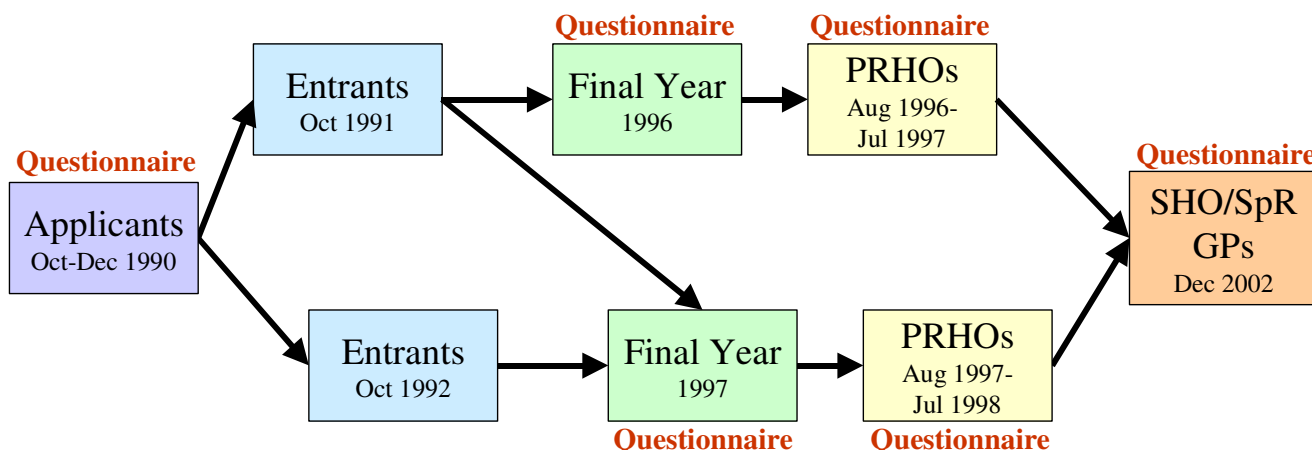 Questionnaire
Applicants
Oct-Dec 1990
Entrants
Oct 1991
Questionnaire
Final Year
1996
Questionnaire
PRHOs
Aug 1996-
Jul 1997
Entrants
Oct 1992
Final Year
1997
Questionnaire
PRHOs
Aug 1997-
Jul 1998
Questionnaire
Questionnaire
SHO/SpR
GPs
Dec 2002